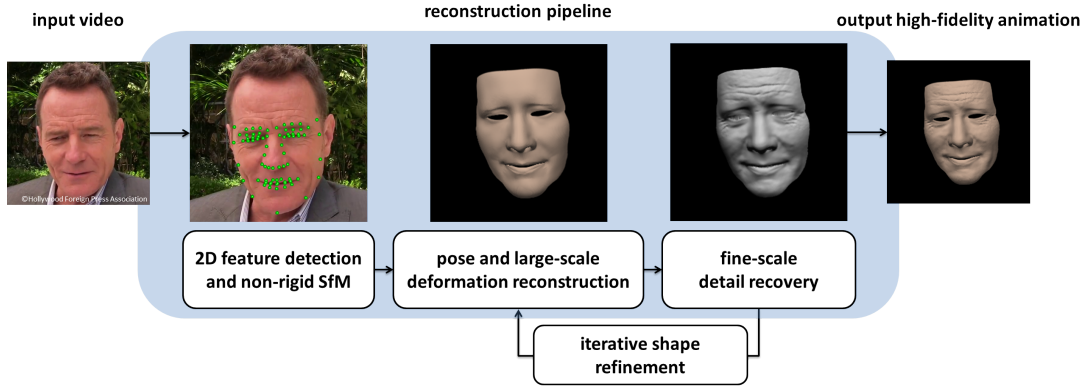 input video
reconstruction pipeline
output high-fidelity animation
©Hollywood Foreign Press Association
2D feature detection
and non-rigid SfM
pose and large-scale
deformation reconstruction
fine-scale
detail recovery
iterative shape
refinement